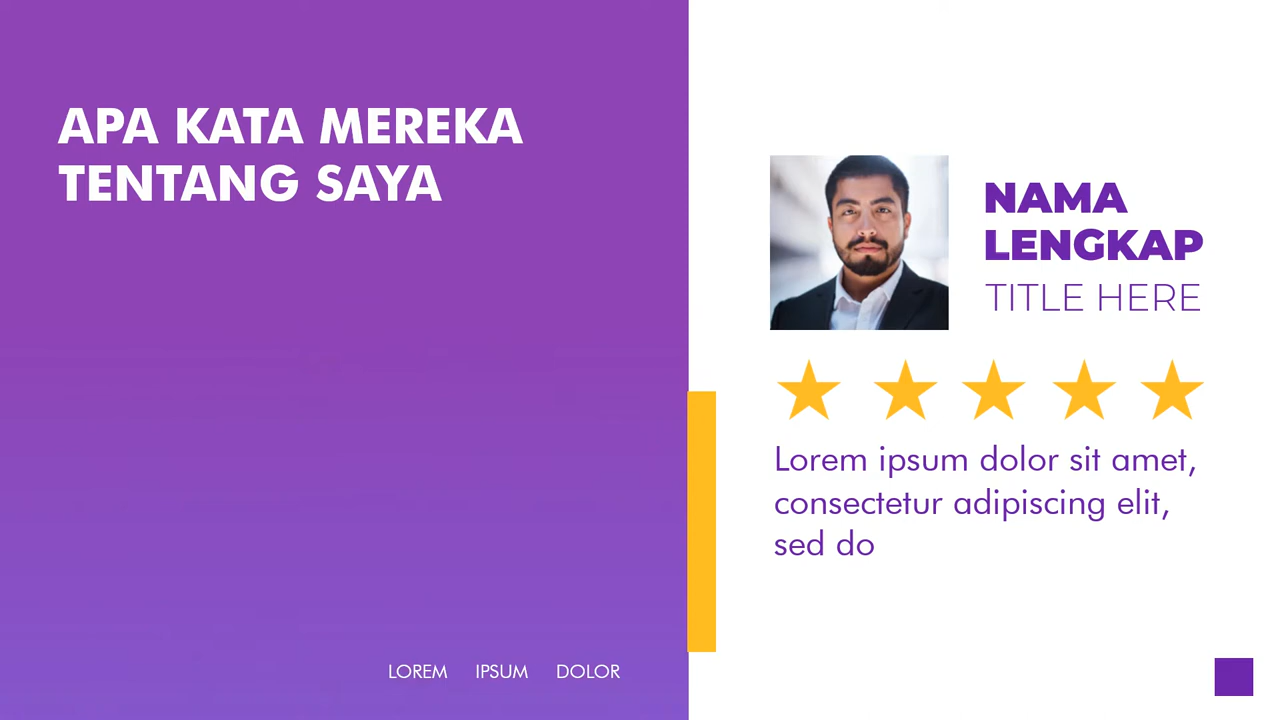 APA KATA MEREKA
TENTANG SAYA
NAMA
LENGKAP
TITLE HERE
Lorem ipsum dolor sit amet,
consectetur adipiscing elit,
sed do
LOREM IPSUM DOLOR